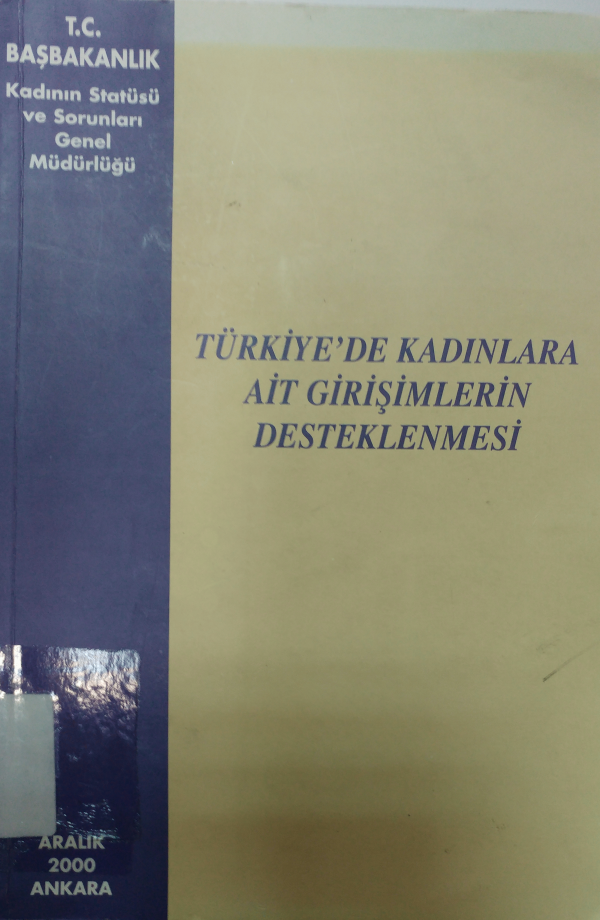 T.C.
BAŞBAKANLIK
Kadının Statüsü
ve Sorunları
Genel
Müdürlüğü
TÜRKİYE'DE KADINLARA
AİT GİRİŞİMLERİN
DESTEKLENMESİ
ARALIK
2000
ANKARA